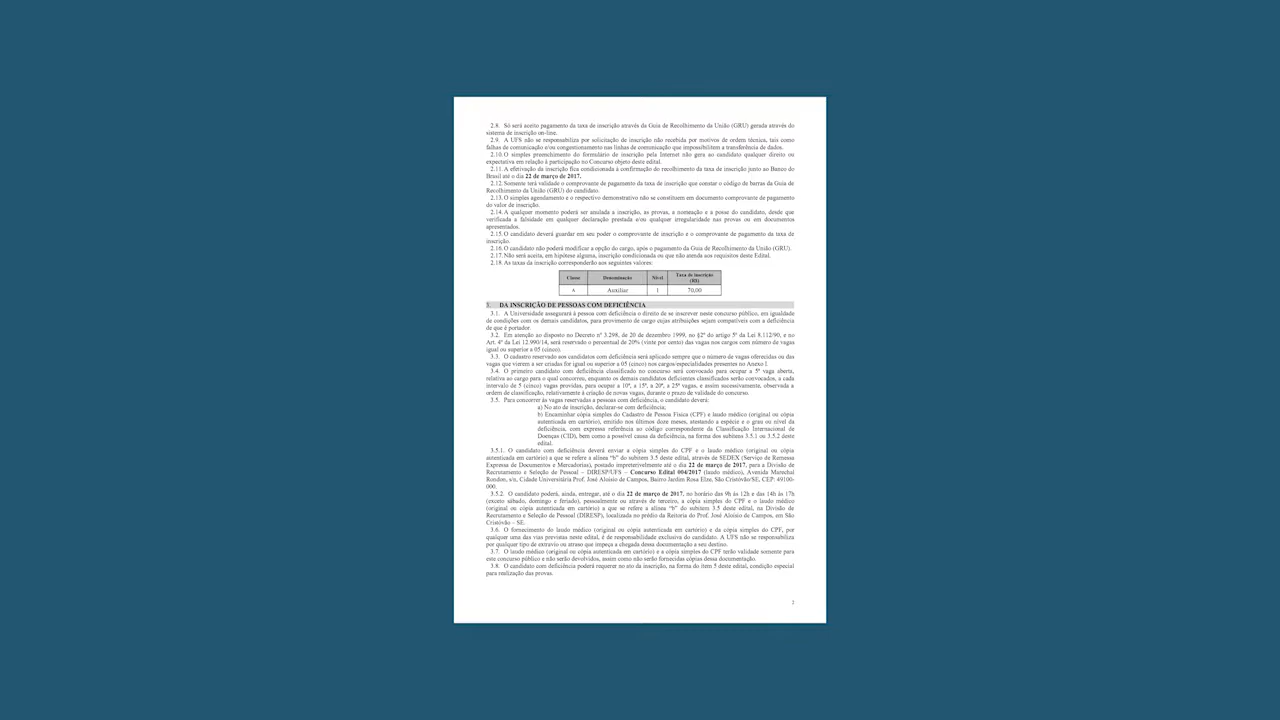 2.8. Só será aceito pagamento da taxa de inscrição através da Guia de Recolhimento da União (GRU) gerada através do
sistema de inscrição on-line.
2.9. A UFS não se responsabiliza por solicitação de inscrição não recebida por motivos de ordem técnica, tais como
falhas de comunicação e/ou congestionamento nas linhas de comunicação que impossibilitem a transferência de dados.
2.10. O simples preenchimento do formulário de inscrição pela Internet não gera ao candidato qualquer direito ou
expectativa em relação à participação no Concurso objeto deste edital.
2.11. A efetivação da inscrição fica condicionada à confirmação do recolhimento da taxa de inscrição junto ao Banco do
Brasil até o dia 22 de março de 2017.
2.12. Somente terá validade o comprovante de pagamento da taxa de inscrição que constar o código de barras da Guia de
Recolhimento da União (GRU) do candidato.
2.13. O simples agendamento e o respectivo demonstrativo não se constituem em documento comprovante de pagamento
do valor de inscrição.
2.14. A qualquer momento poderá ser anulada a inscrição, as provas, a nomeação e a posse do candidato, desde que
verificada a falsidade em qualquer declaração prestada e/ou qualquer irregularidade nas provas ou em documentos
apresentados.
2.15. O candidato deverá guardar em seu poder o comprovante de inscrição e o comprovante de pagamento da taxa de
inscrição.
2.16. O candidato não poderá modificar a opção do cargo, após o pagamento da Guia de Recolhimento da União (GRU).
2.17. Não será aceita, em hipótese alguma, inscrição condicionada ou que não atenda aos requisitos deste Edital.
2.18. As taxas da inscrição corresponderão aos seguintes valores:
Classe Denominação Nível Taxa de inscrição (R$)
A Auxiliar 1 70,00
3. DA INSCRIÇÃO DE PESSOAS COM DEFICIÊNCIA
3.1. A Universidade assegurará à pessoa com deficiência o direito de se inscrever neste concurso público, em igualdade
de condições com os demais candidatos, para provimento de cargo cujas atribuições sejam compatíveis com a deficiência
de que é portador.
3.2. Em atenção ao disposto no Decreto nº 3.298, de 20 de dezembro 1999, no §2º do artigo 5º da Lei 8.112/90, e no
Art. 4º da Lei 12.990/14, será reservado o percentual de 20% (vinte por cento) das vagas nos cargos com número de vagas
igual ou superior a 05 (cinco).
3.3. O cadastro reservado aos candidatos com deficiência será aplicado sempre que o número de vagas oferecidas ou das
vagas que vierem a ser criadas for igual ou superior a 05 (cinco) nos cargos/especialidades presentes no Anexo I.
3.4. O primeiro candidato com deficiência classificado no concurso será convocado para ocupar a 5ª vaga aberta,
relativa ao cargo para o qual concorreu, enquanto os demais candidatos deficientes classificados serão convocados, a cada
intervalo de 5 (cinco) vagas providas, para ocupar a 10ª, a 15ª, a 20ª, a 25ª vagas, e assim sucessivamente, observada a
ordem de classificação, relativamente à criação de novas vagas, durante o prazo de validade do concurso.
3.5. Para concorrer às vagas reservadas a pessoas com deficiência, o candidato deverá:
a) No ato de inscrição, declarar-se com deficiência;
b) Encaminhar cópia simples do Cadastro de Pessoa Física (CPF) e laudo médico (original ou cópia
autenticada em cartório), emitido nos últimos doze meses, atestando a espécie e o grau ou nível da
deficiência, com expressa referência ao código correspondente da Classificação Internacional de
Doenças (CID), bem como a possível causa da deficiência, na forma dos subitens 3.5.1 ou 3.5.2 deste
edital.
3.5.1. O candidato com deficiência deverá enviar a cópia simples do CPF e o laudo médico (original ou cópia
autenticada em cartório) a que se refere a alínea "b" do subitem 3.5 deste edital, através de SEDEX (Serviço de Remessa
Expressa de Documentos e Mercadorias), postado impreterivelmente até o dia 22 de março de 2017, para a Divisão de
Recrutamento e Seleção de Pessoal – DIRESP/UFS – Concurso Edital 004/2017 (laudo médico), Avenida Marechal
Rondon, s/n, Cidade Universitária Prof. José Aloísio de Campos, Bairro Jardim Rosa Elze, São Cristóvão/SE, CEP: 49100-
000.
3.5.2. O candidato poderá, ainda, entregar, até o dia 22 de março de 2017, no horário das 9h às 12h e das 14h às 17h
(exceto sábado, domingo e feriado), pessoalmente ou através de terceiro, a cópia simples do CPF e o laudo médico
(original ou cópia autenticada em cartório) a que se refere a alínea "b" do subitem 3.5 deste edital, na Divisão de
Recrutamento e Seleção de Pessoal (DIRESP), localizada no prédio da Reitoria do Prof. José Aloísio de Campos, em São
Cristóvão – SE.
3.6. O fornecimento do laudo médico (original ou cópia autenticada em cartório) e da cópia simples do CPF, por
qualquer uma das vias previstas neste edital, é de responsabilidade exclusiva do candidato. A UFS não se responsabiliza
por qualquer tipo de extravio ou atraso que impeça a chegada dessa documentação a seu destino.
3.7. O laudo médico (original ou cópia autenticada em cartório) e a cópia simples do CPF terão validade somente para
este concurso público e não serão devolvidos, assim como não serão fornecidas cópias dessa documentação.
3.8. O candidato com deficiência poderá requerer no ato da inscrição, na forma do item 5 deste edital, condição especial
para realização das provas.
2